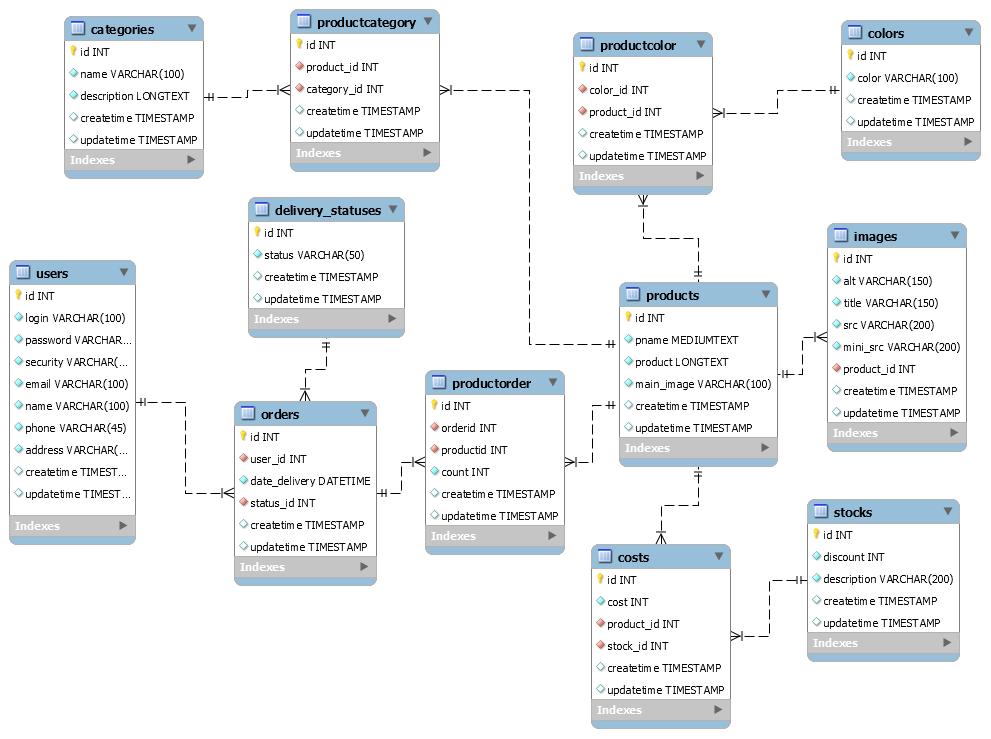 categories
id INT
name VARCHAR(100)
description LONGTEXT
createtime TIMESTAMP
updatetime TIMESTAMP
Indexes
productcategory
id INT
product_id INT
category_id INT
createtime TIMESTAMP
updatetime TIMESTAMP
Indexes
productcolor
id INT
color_id INT
product_id INT
createtime TIMESTAMP
updatetime TIMESTAMP
Indexes
colors
id INT
color VARCHAR(100)
createtime TIMESTAMP
updatetime TIMESTAMP
Indexes
delivery_statuses
id INT
status VARCHAR(50)
createtime TIMESTAMP
updatetime TIMESTAMP
Indexes
users
id INT
login VARCHAR(100)
password VARCHAR...
security VARCHAR(...
email VARCHAR(100)
name VARCHAR(100)
phone VARCHAR(45)
address VARCHAR(...
createtime TIMEST...
updatetime TIMEST...
Indexes
products
id INT
pname MEDIUMTEXT
product LONGTEXT
main_image VARCHAR(100)
createtime TIMESTAMP
updatetime TIMESTAMP
Indexes
images
id INT
alt VARCHAR(150)
title VARCHAR(150)
src VARCHAR(200)
mini_src VARCHAR(200)
product_id INT
createtime TIMESTAMP
updatetime TIMESTAMP
Indexes
orders
id INT
user_id INT
date_delivery DATETIME
status_id INT
createtime TIMESTAMP
updatetime TIMESTAMP
Indexes
productorder
id INT
orderid INT
productid INT
count INT
createtime TIMESTAMP
updatetime TIMESTAMP
Indexes
costs
id INT
cost INT
product_id INT
stock_id INT
createtime TIMESTAMP
updatetime TIMESTAMP
Indexes
stocks
id INT
discount INT
description VARCHAR(200)
createtime TIMESTAMP
updatetime TIMESTAMP
Indexes